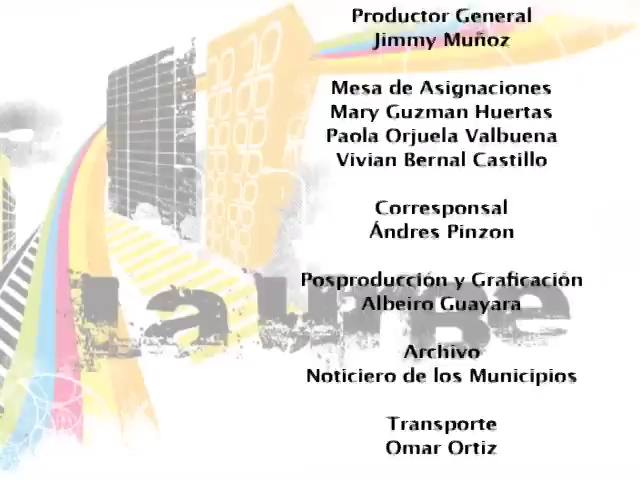 Productor General
Jimmy Muñoz
Mesa de Asignaciones
Mary Guzman Huertas
Paola Orjuela Valbuena
Vivian Bernal Castillo
Corresponsal
Ándres Pinzon
Posproducción y Graficación
Albeiro Guayara
laurBe
Archivo
Noticiero de los Municipios
Transporte
Omar Ortiz